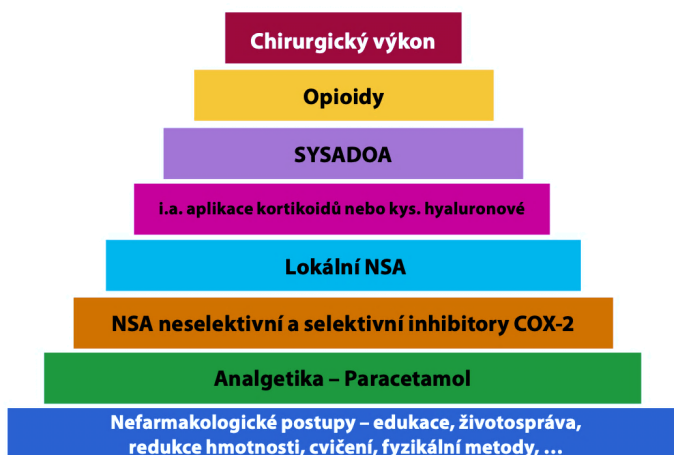 Chirurgický výkon
Opioidy
SYSADOA
i.a. aplikace kortikoidů nebo kys. hyaluronové
Lokální NSA
NSA neselektivní a selektivní inhibitory COX-2
Analgetika – Paracetamol
Nefarmakologické postupy – edukace, životospráva,
redukce hmotnosti, cvičení, fyzikální metody, …